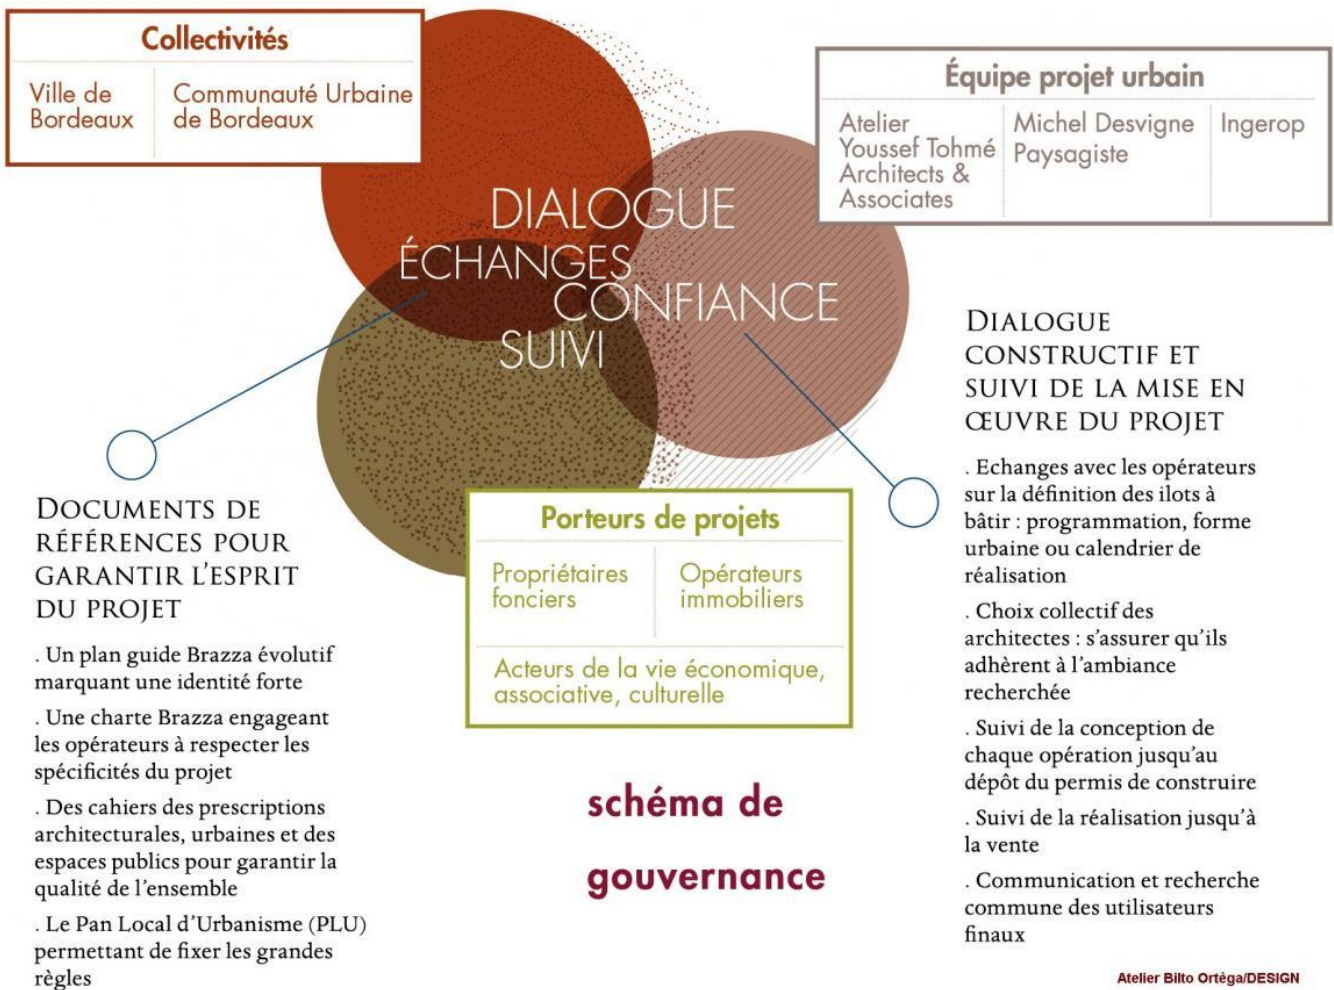 Collectivités
Ville de
Bordeaux
Communauté Urbaine
de Bordeaux
Équipe projet urbain
Atelier
Youssef Tohmé
Architects &
Associates
Michel Desvigne
Paysagiste
Ingerop
DIALOGUE
ÉCHANGES
CONFIANCE
SUIVI
DOCUMENTS DE
RÉFÉRENCES POUR
GARANTIR L'ESPRIT
DU PROJET
. Un plan guide Brazza évolutif
marquant une identité forte
. Une charte Brazza engageant
les opérateurs à respecter les
spécificités du projet
. Des cahiers des prescriptions
architecturales, urbaines et des
espaces publics pour garantir la
qualité de l'ensemble
. Le Pan Local d'Urbanisme (PLU)
permettant de fixer les grandes
règles
Porteurs de projets
Propriétaires
fonciers
Opérateurs
immobiliers
Acteurs de la vie économique,
associative, culturelle
schéma de
gouvernance
DIALOGUE
CONSTRUCTIF ET
SUIVI DE LA MISE EN
ŒUVRE DU PROJET
. Echanges avec les opérateurs
sur la définition des ilots à
bâtir : programmation, forme
urbaine ou calendrier de
réalisation
. Choix collectif des
architectes : s'assurer qu'ils
adhèrent à l'ambiance
recherchée
. Suivi de la conception de
chaque opération jusqu'au
dépôt du permis de construire
. Suivi de la réalisation jusqu'à
la vente
. Communication et recherche
commune des utilisateurs
finaux
Atelier Bilto Ortèga/DESIGN